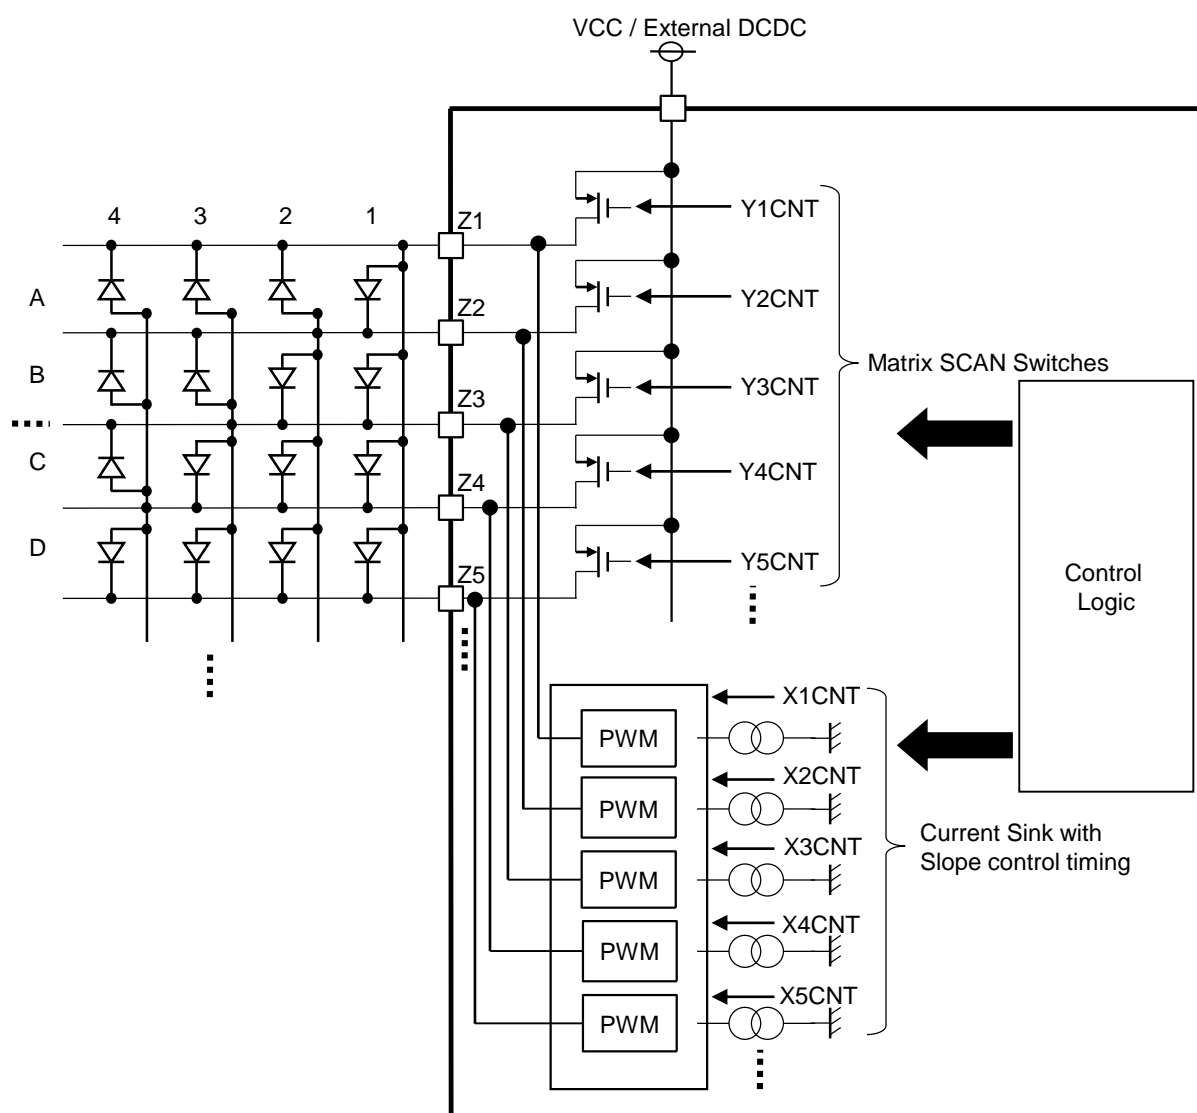 VCC / External DCDC
4 3 2 1
Z1
Y1CNT
A
Z2
Y2CNT
B
Z3
Y3CNT
Matrix SCAN Switches
C
Z4
Y4CNT
D
Z5
Y5CNT
Control
Logic
X1CNT
PWM
X2CNT
PWM
X3CNT
PWM
Current Sink with
Slope control timing
X4CNT
PWM
X5CNT
PWM